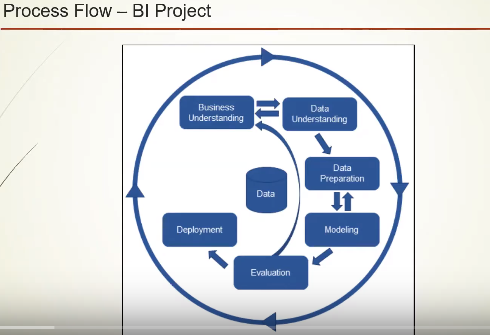 Process Flow – BI Project
Business
Understanding
Data
Understanding
Data
Preparation
Data
Deployment
Modeling
Evaluation